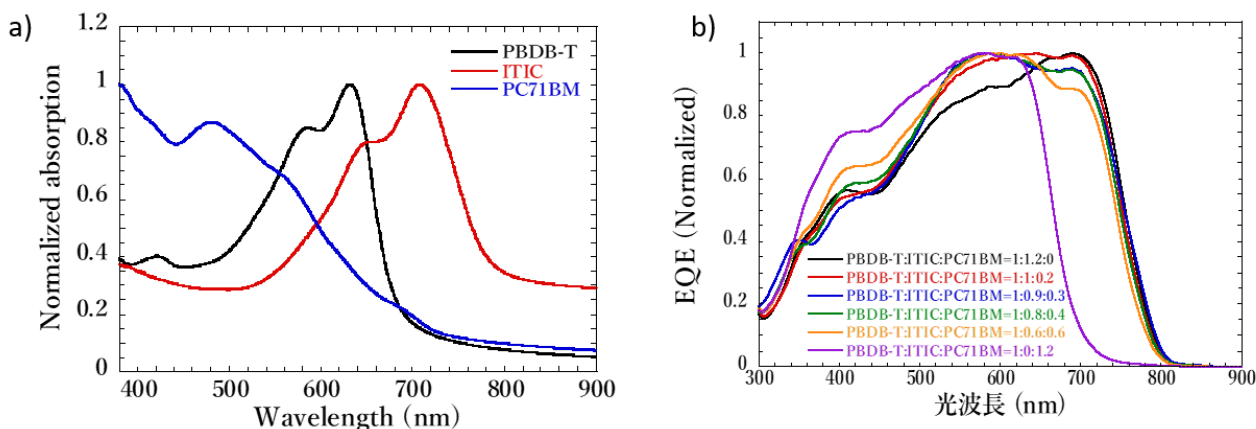 a)
Normalized absorption
1.2
1
0.8
0.6
0.4
0.2
0
400 500 600 700 800 900
Wavelength (nm)
PBDB-T
ITIC
PC71BM
b)
EQE (Normalized)
1
0.8
0.6
0.4
0.2
0
300 400 500 600 700 800 900
光波長 (nm)
PBDB-T:ITIC:PC71BM=1:1.2:0
PBDB-T:ITIC:PC71BM=1:1:0.2
PBDB-T:ITIC:PC71BM=1:0.9:0.3
PBDB-T:ITIC:PC71BM=1:0.8:0.4
PBDB-T:ITIC:PC71BM=1:0.6:0.6
PBDB-T:ITIC:PC71BM=1:0:1.2